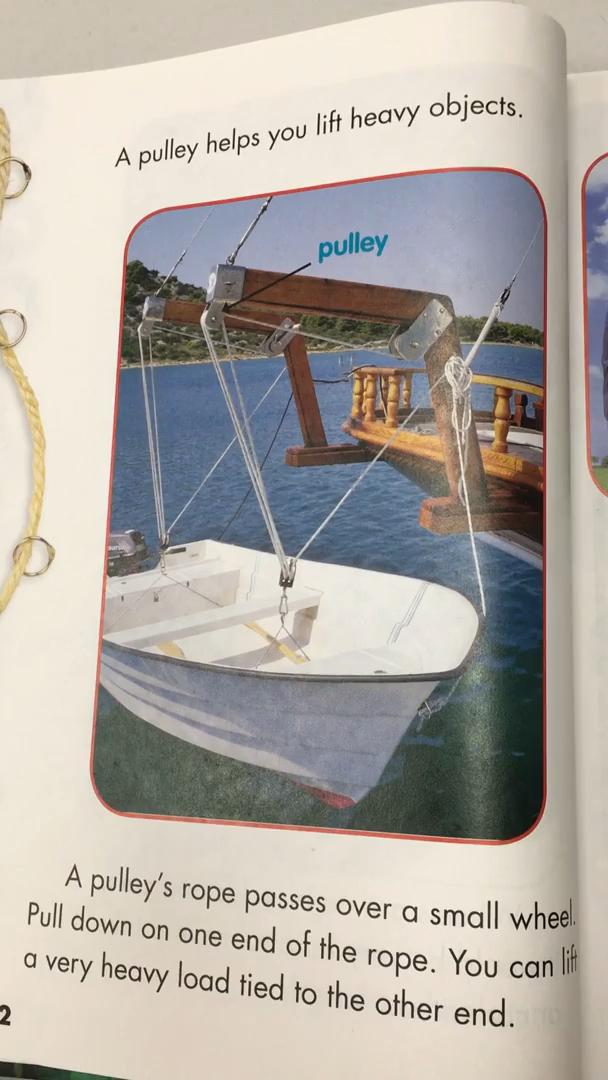 A pulley helps you lift heavy objects.
pulley
A pulley's rope passes over a small wheel.
Pull down on one end of the rope. You can lift
a very heavy load tied to the other end.
2